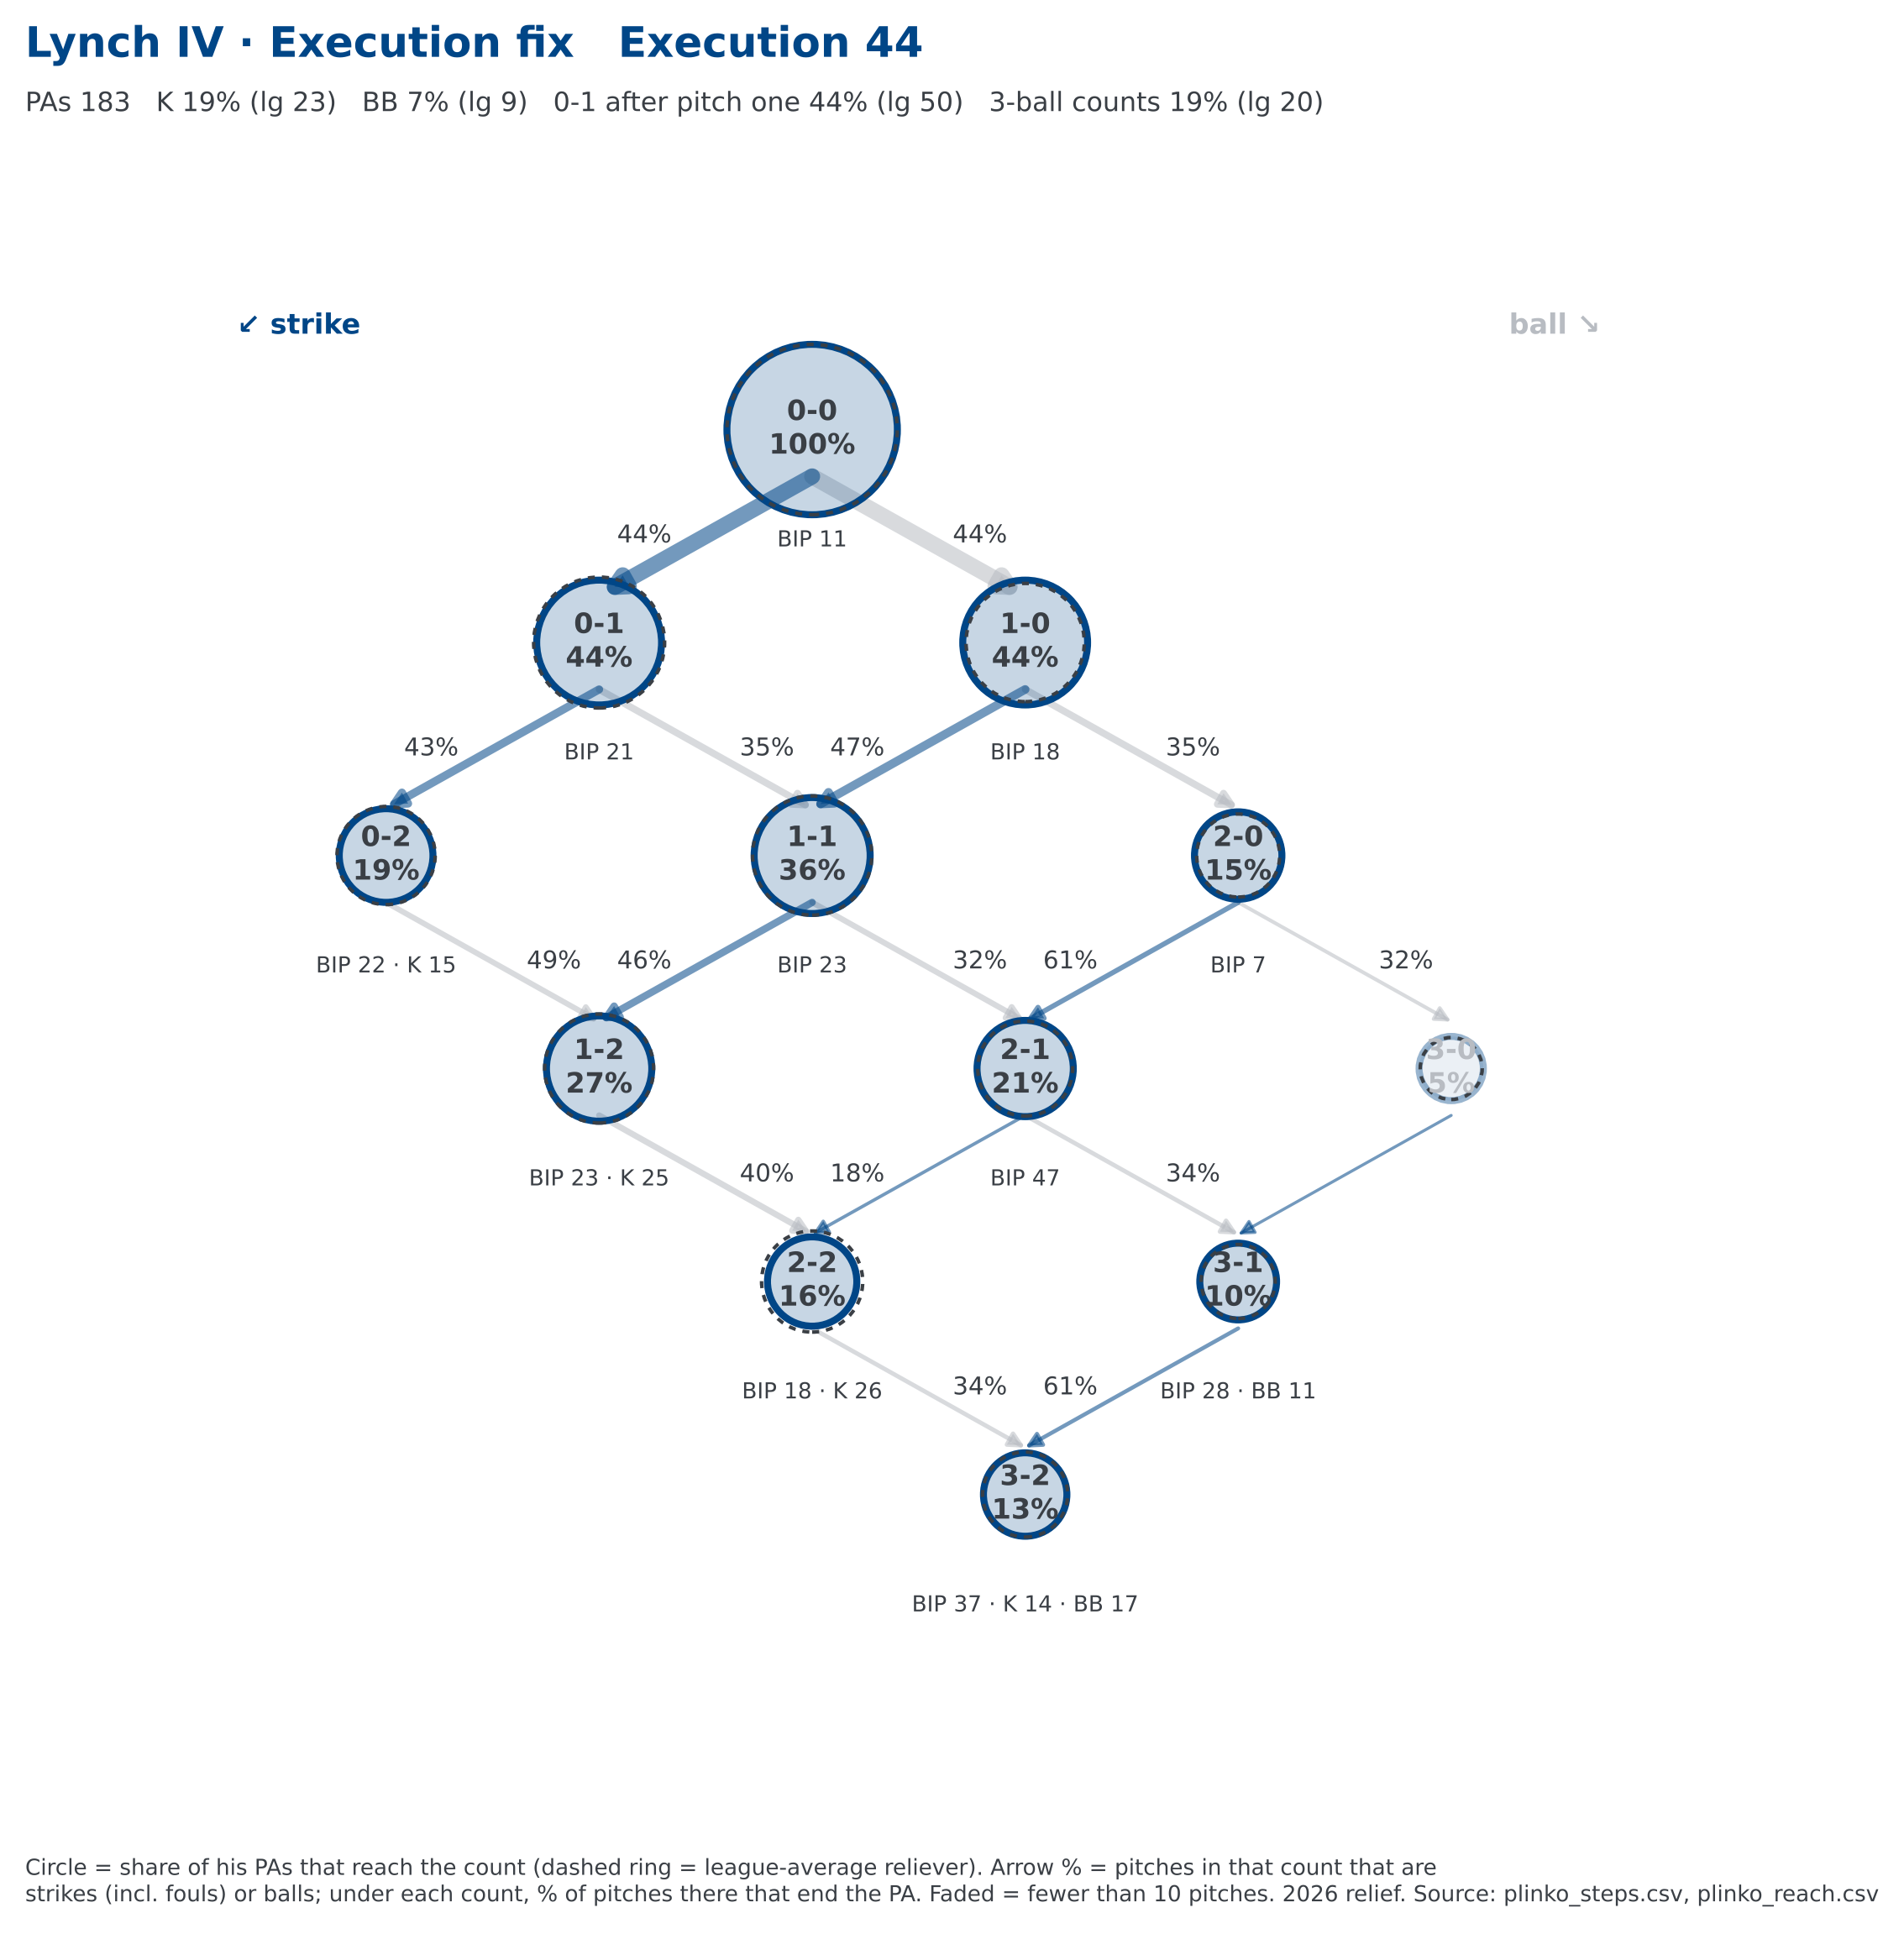 Lynch IV · Execution fix   Execution 44
PAs 183   K 19% (lg 23)   BB 7% (lg 9)   0-1 after pitch one 44% (lg 50)   3-ball counts 19% (lg 20)
↙ strike
ball ↘
0-0
100%
44%
BIP 11
44%
0-1
44%
1-0
44%
43%
BIP 21
35%
47%
BIP 18
35%
0-2
19%
1-1
36%
2-0
15%
BIP 22 · K 15
49%
46%
BIP 23
32%
61%
BIP 7
32%
1-2
27%
2-1
21%
3-0
5%
BIP 23 · K 25
40%
18%
BIP 47
34%
2-2
16%
3-1
10%
BIP 18 · K 26
34%
61%
BIP 28 · BB 11
3-2
13%
BIP 37 · K 14 · BB 17
Circle = share of his PAs that reach the count (dashed ring = league-average reliever). Arrow % = pitches in that count that are
strikes (incl. fouls) or balls; under each count, % of pitches there that end the PA. Faded = fewer than 10 pitches. 2026 relief. Source: plinko_steps.csv, plinko_reach.csv